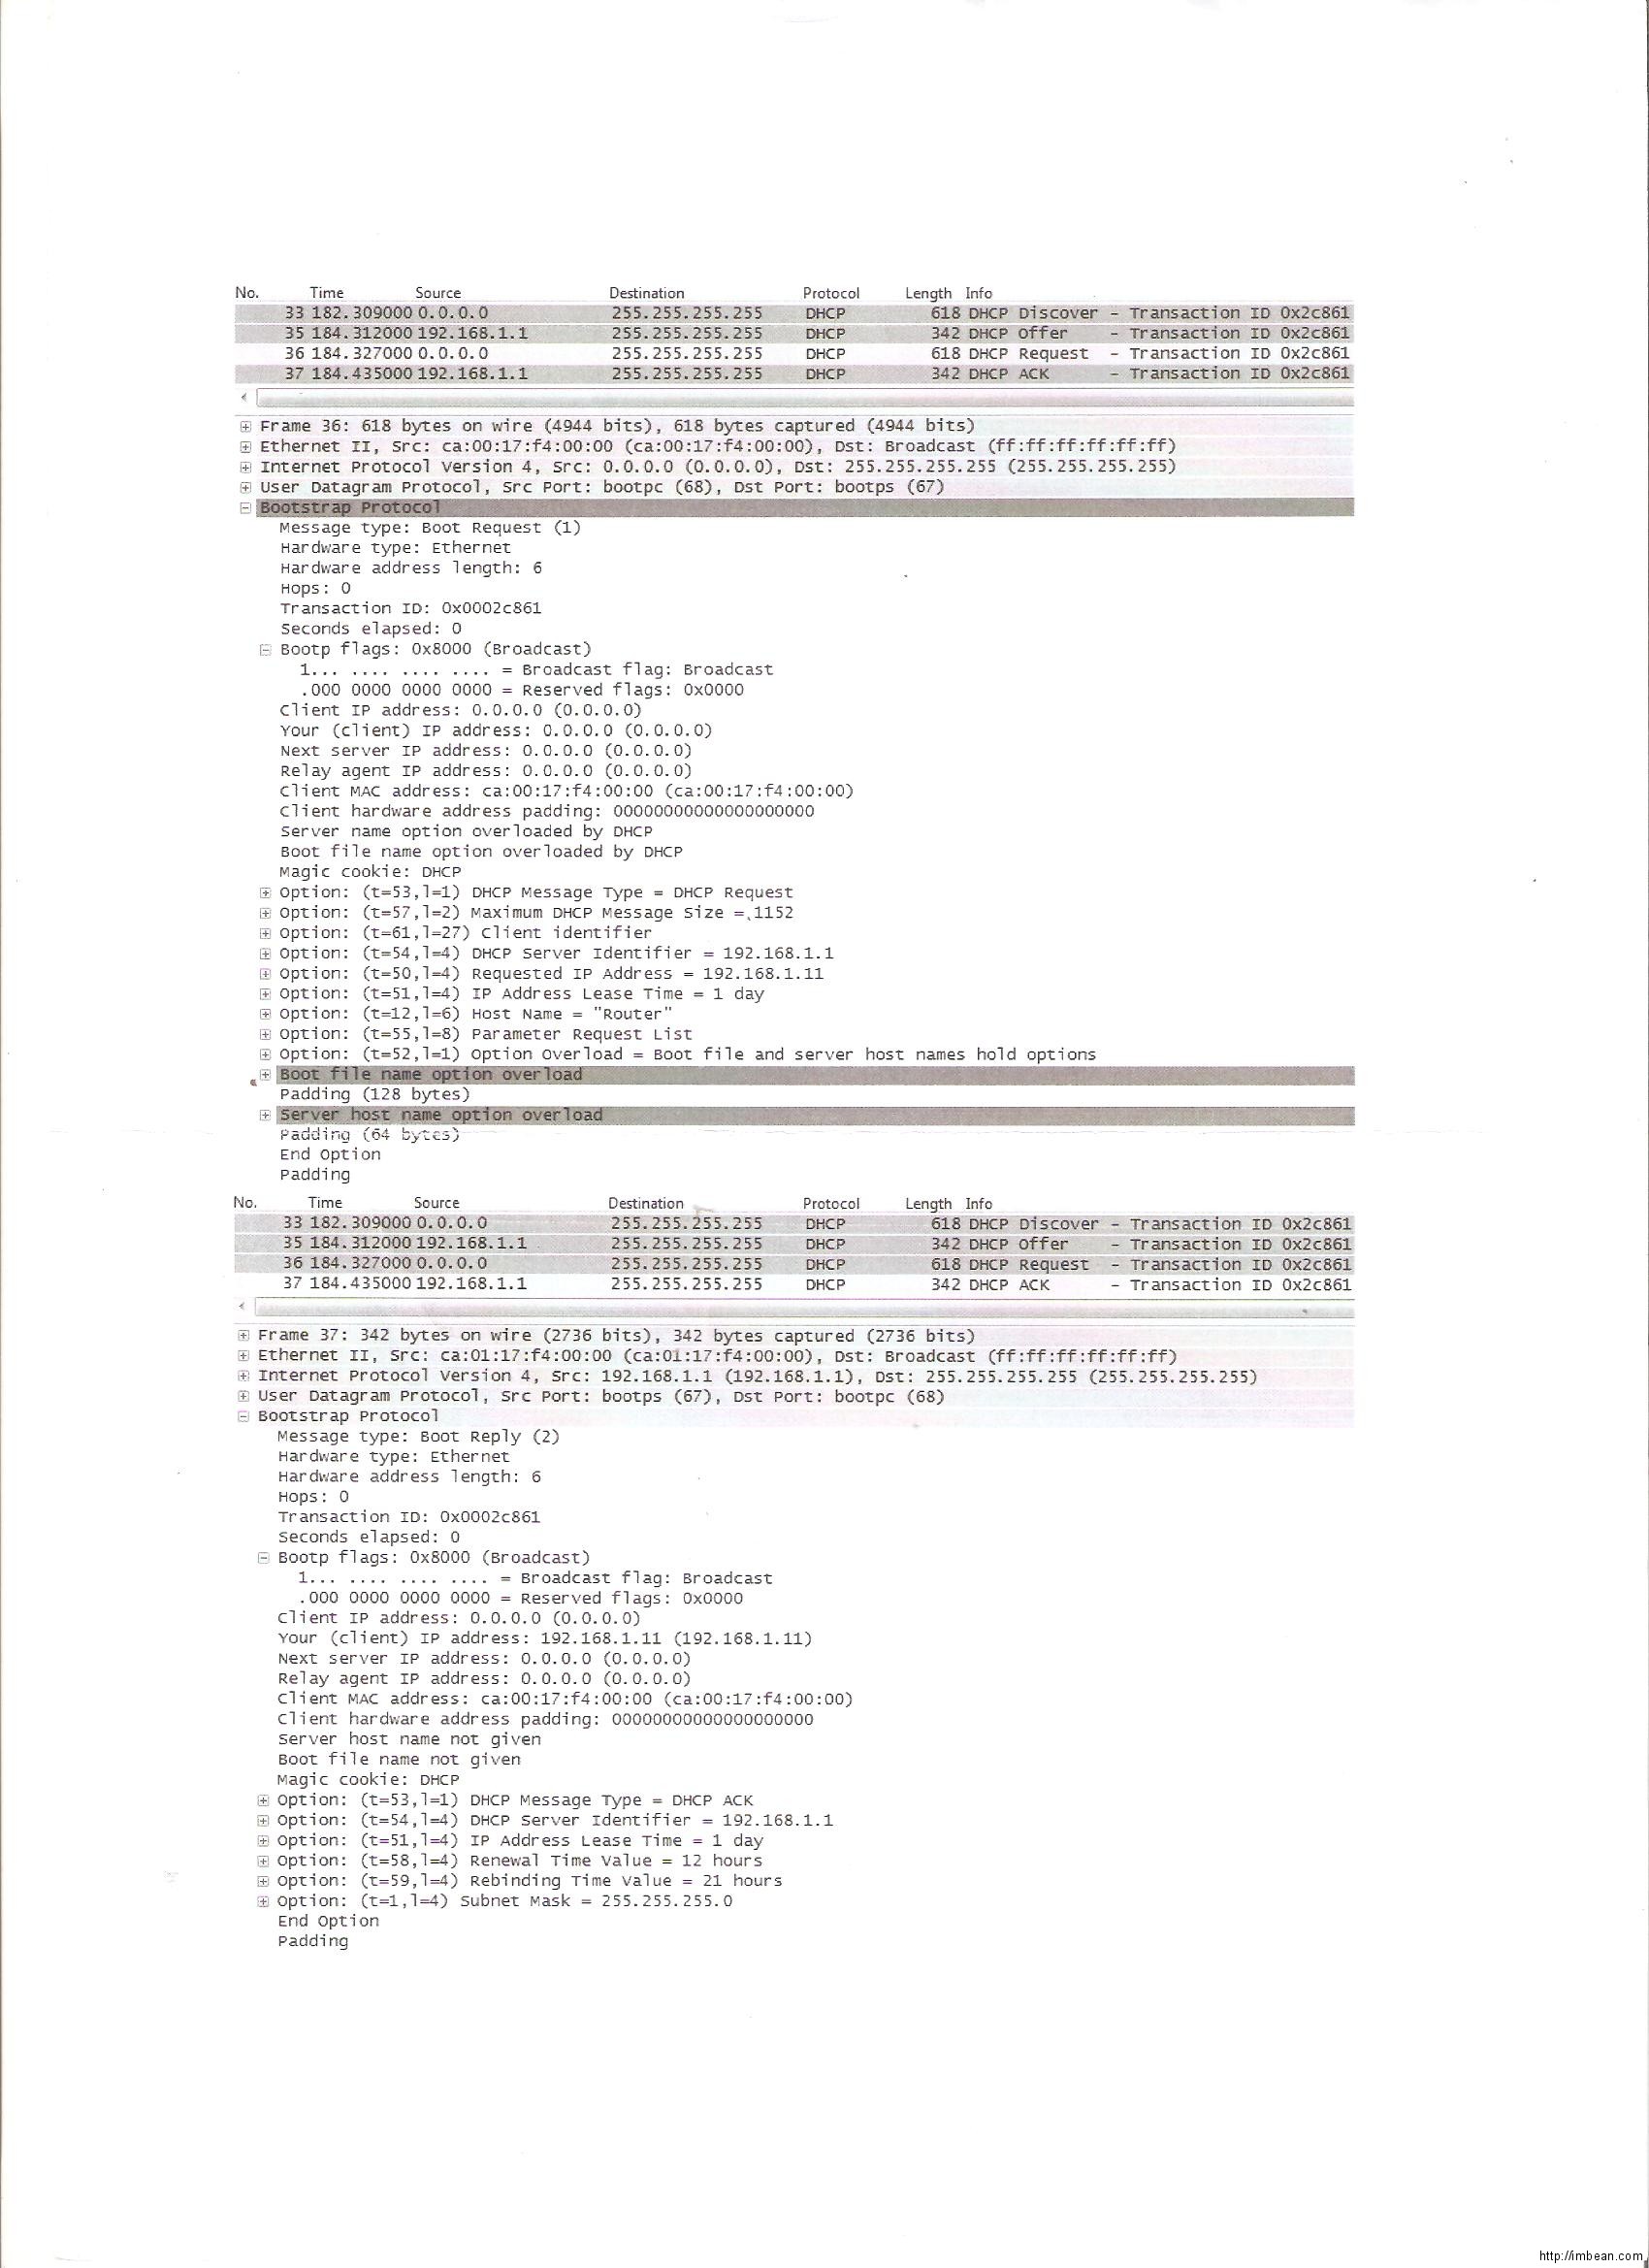 No. Time Source Destination Protocol Length Info
33 182.309000 0.0.0.0 255.255.255.255 DHCP 618 DHCP Discover - Transaction ID 0x2c861
35 184.312000 192.168.1.1 255.255.255.255 DHCP 342 DHCP Offer - Transaction ID 0x2c861
36 184.327000 0.0.0.0 255.255.255.255 DHCP 618 DHCP Request - Transaction ID 0x2c861
37 184.435000 192.168.1.1 255.255.255.255 DHCP 342 DHCP ACK - Transaction ID 0x2c861
Frame 36: 618 bytes on wire (4944 bits), 618 bytes captured (4944 bits)
Ethernet II, Src: ca:00:17:f4:00:00 (ca:00:17:f4:00:00), Dst: Broadcast (ff:ff:ff:ff:ff:ff)
Internet Protocol Version 4, Src: 0.0.0.0 (0.0.0.0), Dst: 255.255.255.255 (255.255.255.255)
User Datagram Protocol, Src Port: bootpc (68), Dst Port: bootps (67)
Bootstrap Protocol
Message type: Boot Request (1)
Hardware type: Ethernet
Hardware address length: 6
Hops: 0
Transaction ID: 0x0002c861
Seconds elapsed: 0
Bootp flags: 0x8000 (Broadcast)
1... .... .... .... = Broadcast flag: Broadcast
.000 0000 0000 0000 = Reserved flags: 0x0000
Client IP address: 0.0.0.0 (0.0.0.0)
Your (client) IP address: 0.0.0.0 (0.0.0.0)
Next server IP address: 0.0.0.0 (0.0.0.0)
Relay agent IP address: 0.0.0.0 (0.0.0.0)
Client MAC address: ca:00:17:f4:00:00 (ca:00:17:f4:00:00)
Client hardware address padding: 00000000000000000000
Server name option overloaded by DHCP
Boot file name option overloaded by DHCP
Magic cookie: DHCP
Option: (t=53,l=1) DHCP Message Type = DHCP Request
Option: (t=57,l=2) Maximum DHCP Message Size = 1152
Option: (t=61,l=27) Client identifier
Option: (t=54,l=4) DHCP Server Identifier = 192.168.1.1
Option: (t=50,l=4) Requested IP Address = 192.168.1.11
Option: (t=51,l=4) IP Address Lease Time = 1 day
Option: (t=12,l=6) Host Name = "Router"
Option: (t=55,l=8) Parameter Request List
Option: (t=52,l=1) Option Overload = Boot file and server host names hold options
Boot file name option overload
Padding (128 bytes)
Server host name option overload
Padding (64 bytes)
End Option
Padding
No. Time Source Destination Protocol Length Info
33 182.309000 0.0.0.0 255.255.255.255 DHCP 618 DHCP Discover - Transaction ID 0x2c861
35 184.312000 192.168.1.1 255.255.255.255 DHCP 342 DHCP Offer - Transaction ID 0x2c861
36 184.327000 0.0.0.0 255.255.255.255 DHCP 618 DHCP Request - Transaction ID 0x2c861
37 184.435000 192.168.1.1 255.255.255.255 DHCP 342 DHCP ACK - Transaction ID 0x2c861
Frame 37: 342 bytes on wire (2736 bits), 342 bytes captured (2736 bits)
Ethernet II, Src: ca:01:17:f4:00:00 (ca:01:17:f4:00:00), Dst: Broadcast (ff:ff:ff:ff:ff:ff)
Internet Protocol Version 4, Src: 192.168.1.1 (192.168.1.1), Dst: 255.255.255.255 (255.255.255.255)
User Datagram Protocol, Src Port: bootps (67), Dst Port: bootpc (68)
Bootstrap Protocol
Message type: Boot Reply (2)
Hardware type: Ethernet
Hardware address length: 6
Hops: 0
Transaction ID: 0x0002c861
Seconds elapsed: 0
Bootp flags: 0x8000 (Broadcast)
1... .... .... .... = Broadcast flag: Broadcast
.000 0000 0000 0000 = Reserved flags: 0x0000
Client IP address: 0.0.0.0 (0.0.0.0)
Your (client) IP address: 192.168.1.11 (192.168.1.11)
Next server IP address: 0.0.0.0 (0.0.0.0)
Relay agent IP address: 0.0.0.0 (0.0.0.0)
Client MAC address: ca:00:17:f4:00:00 (ca:00:17:f4:00:00)
Client hardware address padding: 00000000000000000000
Server host name not given
Boot file name not given
Magic cookie: DHCP
Option: (t=53,l=1) DHCP Message Type = DHCP ACK
Option: (t=54,l=4) DHCP Server Identifier = 192.168.1.1
Option: (t=51,l=4) IP Address Lease Time = 1 day
Option: (t=58,l=4) Renewal Time Value = 12 hours
Option: (t=59,l=4) Rebinding Time Value = 21 hours
Option: (t=1,l=4) Subnet Mask = 255.255.255.0
End Option
Padding
http://imbean.com